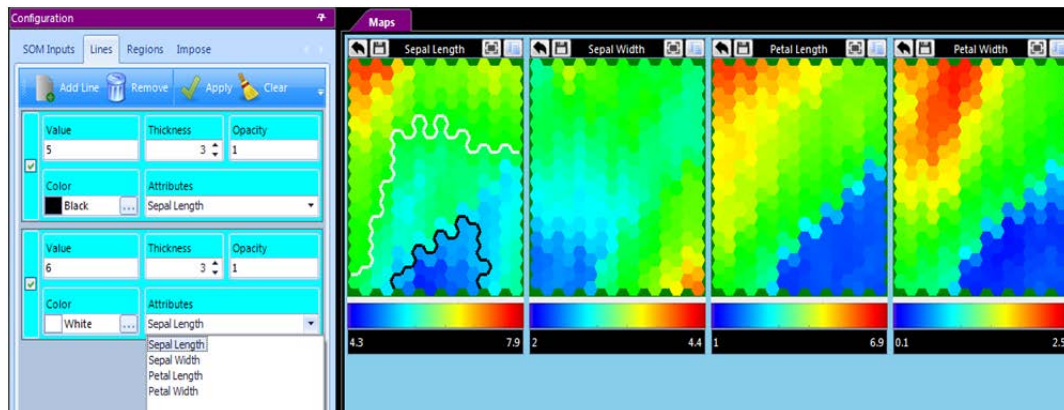 Configuration
SOM Inputs Lines Regions Impose
Add Line Remove Apply Clear
Value Thickness Opacity
5 3 1
Color Attributes
Black ... Sepal Length
Value Thickness Opacity
6 3 1
Color Attributes
White ... Sepal Length
Sepal Length
Sepal Width
Petal Length
Petal Width
Maps
Sepal Length Sepal Width Petal Length Petal Width
4.3 7.9 2 4.4 1 6.9 0.1 2.5